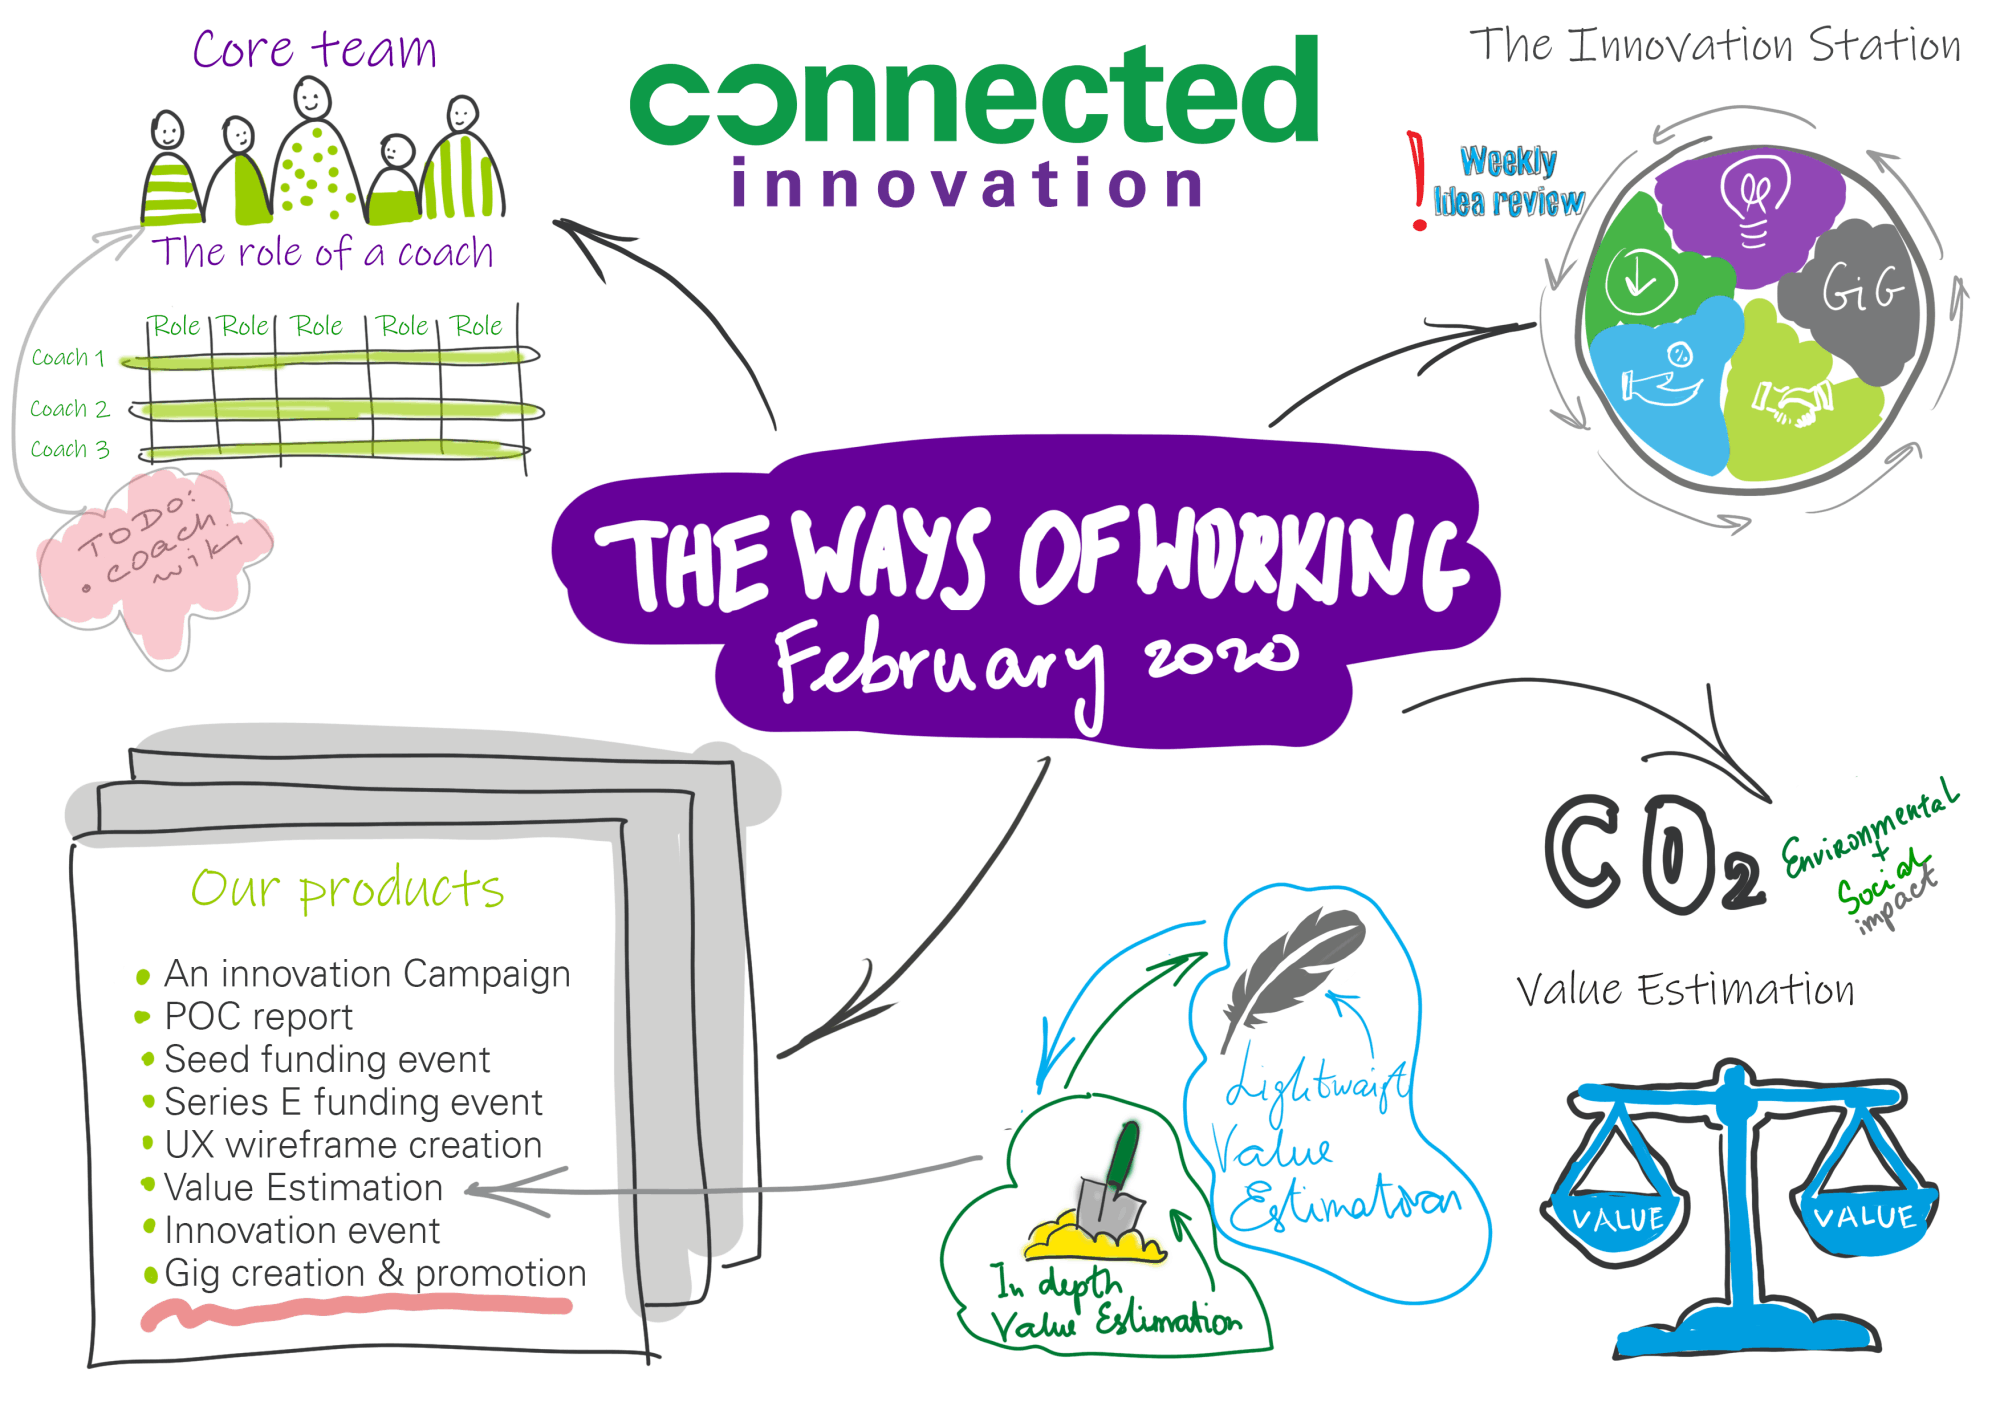 Core team
The role of a coach
Role Role Role Role Role
Coach 1
Coach 2
Coach 3
TODO:
. coach
wiki
connected
innovation
The Innovation Station
! Weekly
Idea review
GiG
%
THE WAYS OF WORKING
February 2020
Our products
• An innovation Campaign
• POC report
• Seed funding event
• Series E funding event
• UX wireframe creation
• Value Estimation
• Innovation event
• Gig creation & promotion
In depth
Value Estimation
Lightwaigt
Value
Estimatioan
CO2
Environmental
+
Social
impact
Value Estimation
VALUE
VALUE